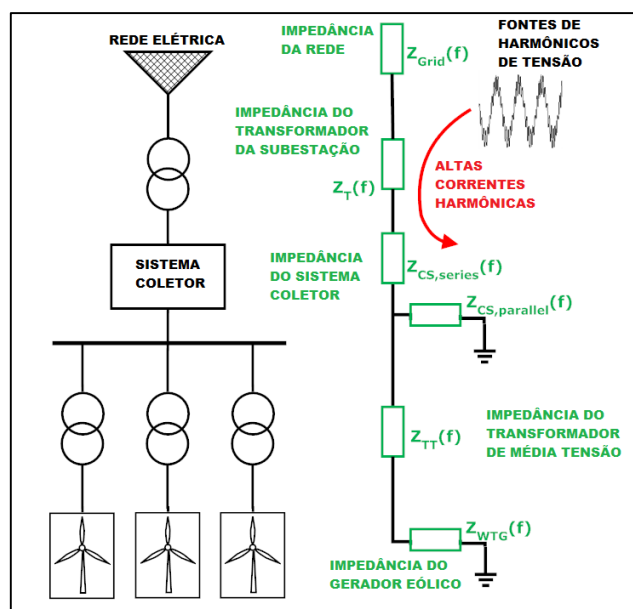 REDE ELÉTRICA
SISTEMA
COLETOR
IMPEDÂNCIA
DA REDE
Z_Grid(f)
FONTES DE
HARMÔNICOS
DE TENSÃO
IMPEDÂNCIA DO
TRANSFORMADOR
DA SUBESTAÇÃO
Z_T(f)
ALTAS
CORRENTES
HARMÔNICAS
IMPEDÂNCIA
DO SISTEMA
COLETOR
Z_CS,series(f)
Z_CS,parallel(f)
Z_TT(f)
IMPEDÂNCIA DO
TRANSFORMADOR
DE MÉDIA TENSÃO
Z_WTG(f)
IMPEDÂNCIA DO
GERADOR EÓLICO